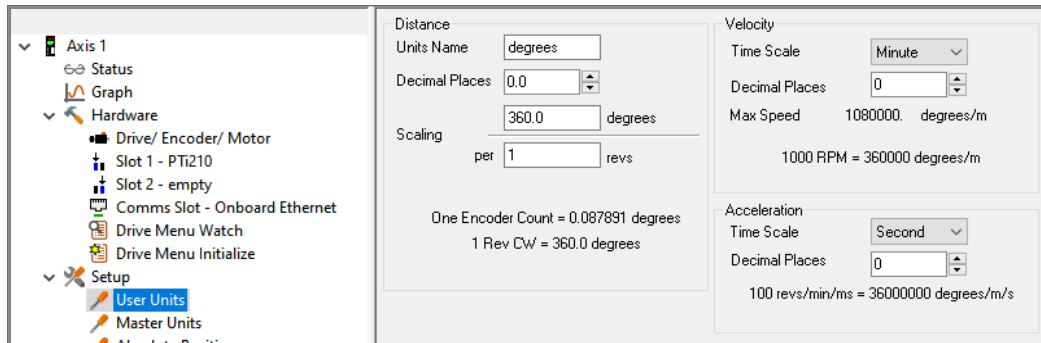 Axis 1
Status
Graph
Hardware
Drive/ Encoder/ Motor
Slot 1 - PTi210
Slot 2 - empty
Comms Slot - Onboard Ethernet
Drive Menu Watch
Drive Menu Initialize
Setup
User Units
Master Units
Distance
Units Name degrees
Decimal Places 0.0
Scaling
360.0 degrees
per 1 revs
One Encoder Count = 0.087891 degrees
1 Rev CW = 360.0 degrees
Velocity
Time Scale Minute
Decimal Places 0
Max Speed 1080000. degrees/m
1000 RPM = 360000 degrees/m
Acceleration
Time Scale Second
Decimal Places 0
100 revs/min/ms = 36000000 degrees/m/s